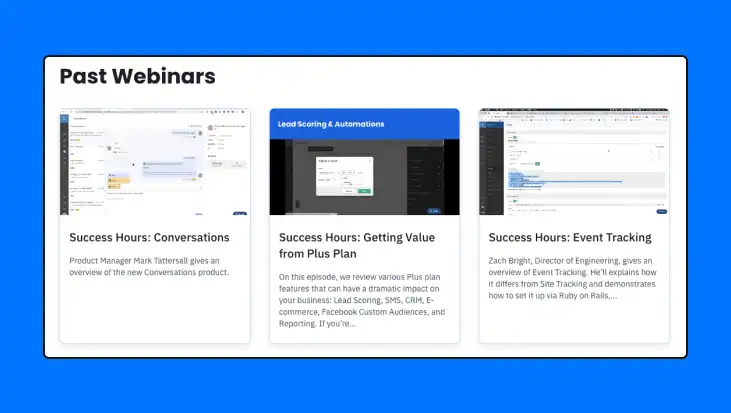 Past Webinars
Lead Scoring & Automations
Success Hours: Conversations
Product Manager Mark Tattersall gives an
overview of the new Conversations product.
Success Hours: Getting Value
from Plus Plan
On this episode, we review various Plus plan
features that can have a dramatic impact on
your business: Lead Scoring, SMS, CRM, E-
commerce, Facebook Custom Audiences, and
Reporting. If you're...
Success Hours: Event Tracking
Zach Bright, Director of Engineering, gives an
overview of Event Tracking. He'll explains how
it differs from Site Tracking and demonstrates
how to set it up via Ruby on Rails,...